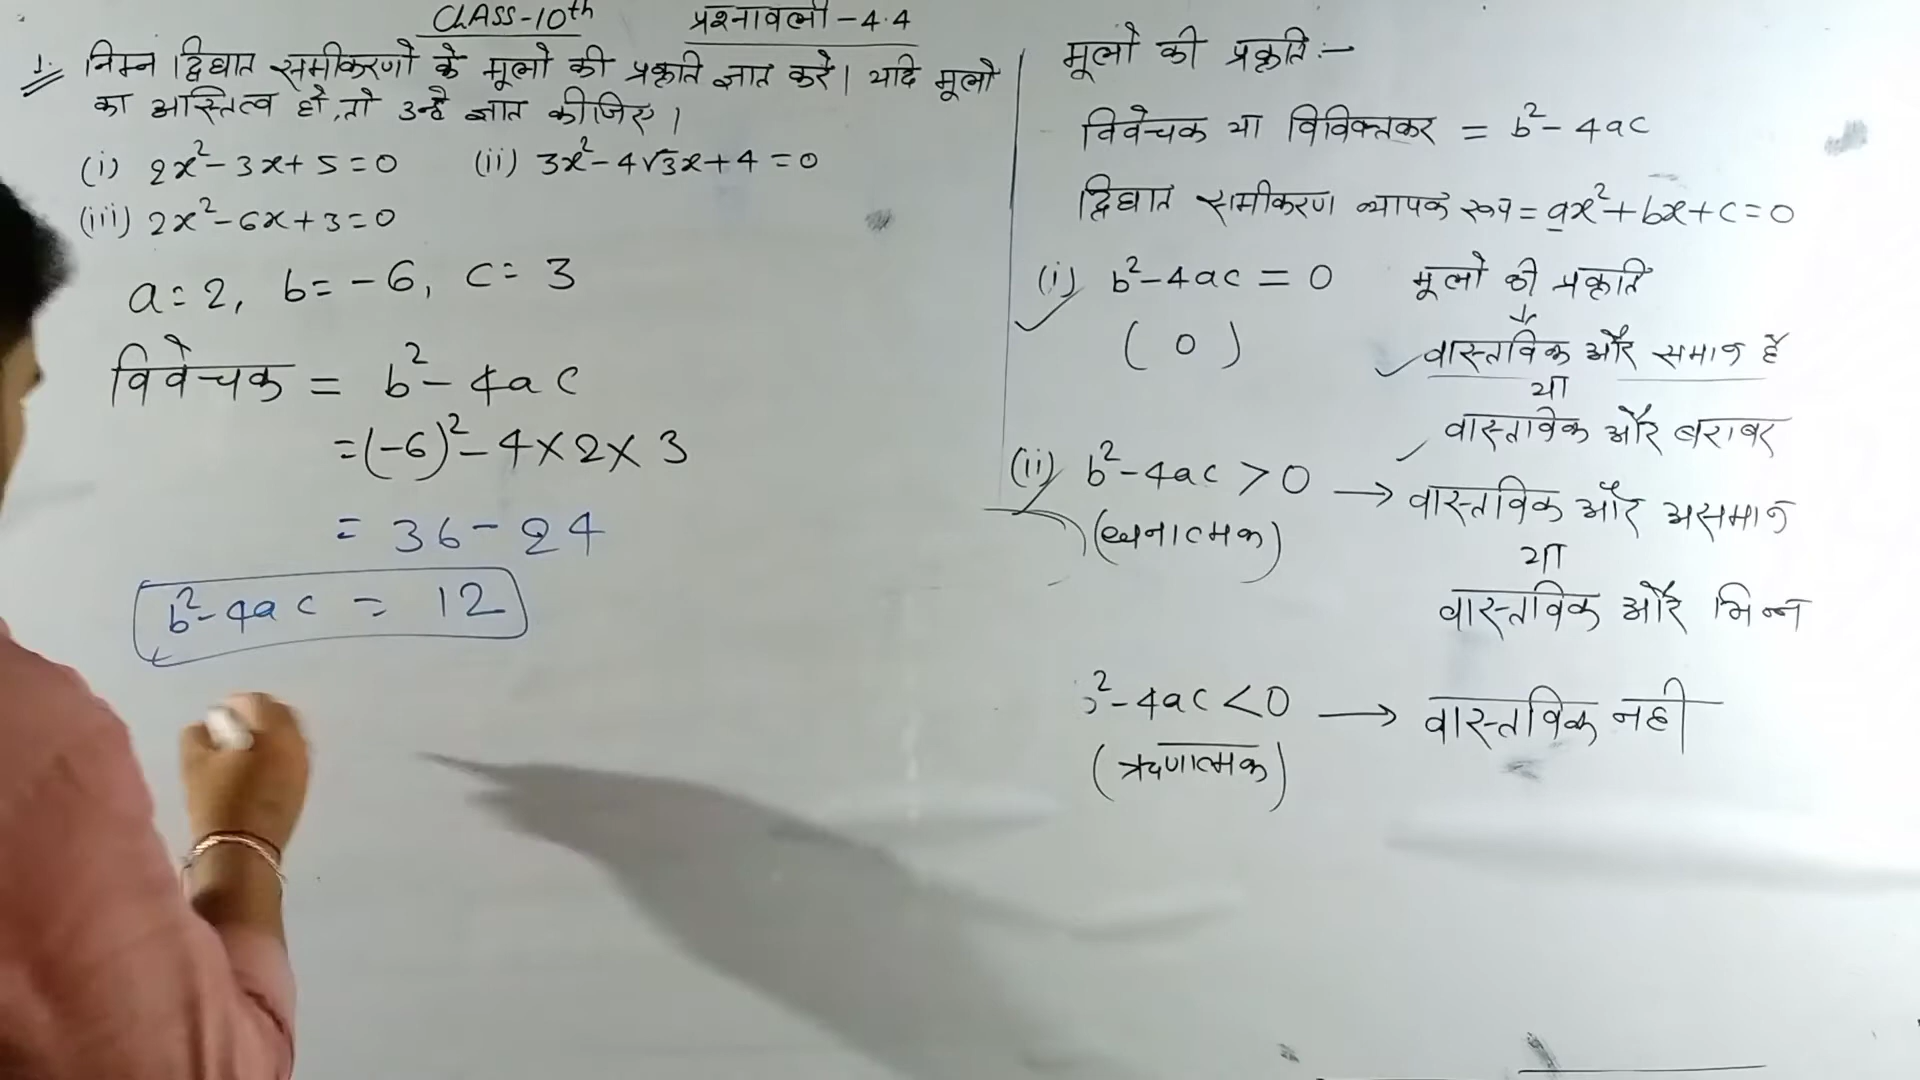 CLASS-10th प्रश्नावली-4.4
1. निम्न द्विघात समीकरणो के मूलो की प्रकृति ज्ञात करे। यदि मूलो
का अस्तित्व हो, तो उन्हे ज्ञात कीजिए।
(i) 2x²-3x+5=0 (ii) 3x²-4√3x+4=0
(iii) 2x²-6x+3=0
a=2, b=-6, c=3
विवेचक = b²-4ac
=(-6)²-4×2×3
= 36-24
b²-4ac = 12
मूलो की प्रकृति:-
विवेचक या विविक्तकर = b²-4ac
द्विघात समीकरण व्यापक रूप = ax²+bx+c=0
(i) b²-4ac = 0 मूलो की प्रकृति
(0) वास्तविक और समान है
या
वास्तविक और बराबर
(ii) b²-4ac > 0 → वास्तविक और असमान
(धनात्मक) या
वास्तविक और भिन्न
²-4ac <0 → वास्तविक नही
(ऋणात्मक)